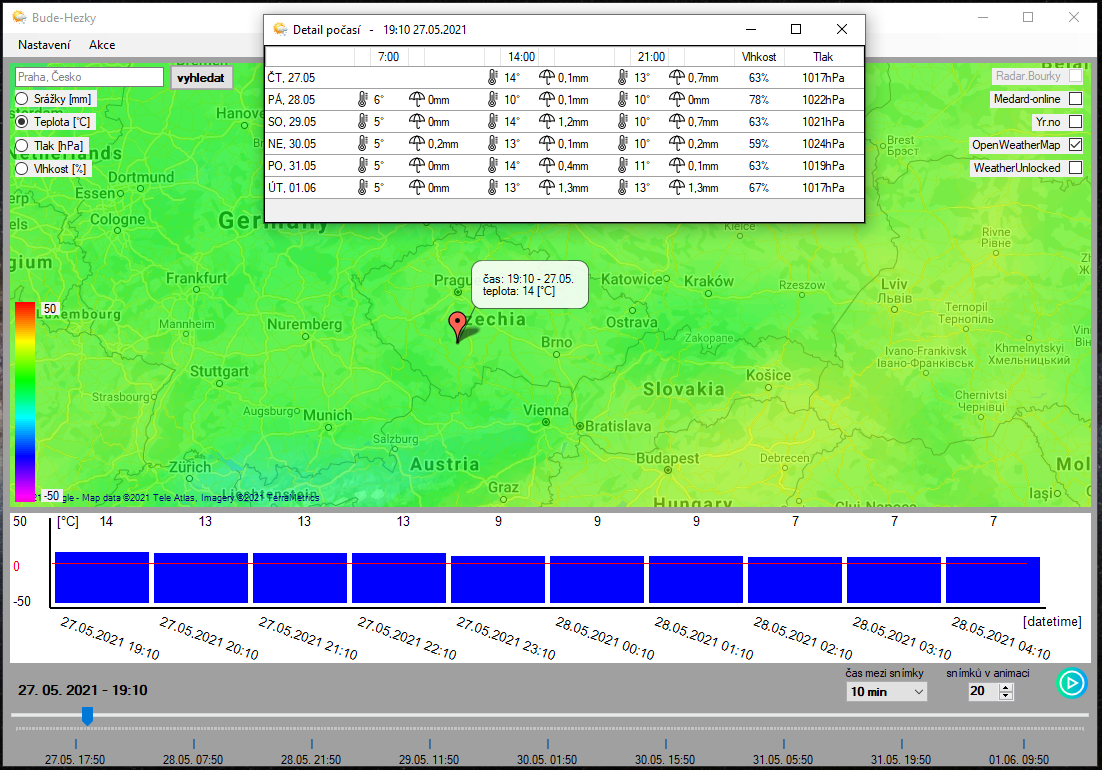 Bude-Hezky
Nastavení Akce
Detail počasí - 19:10 27.05.2021
7:00 14:00 21:00 Vlhkost Tlak
ČT, 27.05 14° 0,1mm 13° 0,7mm 63% 1017hPa
PÁ, 28.05 6° 0mm 10° 0,1mm 10° 0mm 78% 1022hPa
SO, 29.05 5° 0mm 14° 1,2mm 10° 0,7mm 63% 1021hPa
NE, 30.05 5° 0,2mm 13° 0,1mm 10° 0,2mm 59% 1024hPa
PO, 31.05 5° 0mm 14° 0,4mm 11° 0,1mm 63% 1019hPa
ÚT, 01.06 5° 0mm 13° 1,3mm 10° 1,3mm 67% 1017hPa
Praha, Česko vyhledat
Srážky [mm]
Teplota [°C]
Tlak [hPa]
Vlhkost [%]
Radar.Bourky
Medard-online
Yr.no
OpenWeatherMap
WeatherUnlocked
Hanove
Netherlands
Dortmund
Essen
Cologne
Germany
Brest
Брэст
Kielce
Rivne
Рівне
gium
Frankfurt
Pragu
čas: 19:10 - 27.05.
teplota: 14 [°C]
Katowice
Kraków
Rzeszow
Lviv
Львів
50
Luxembourg
Mannheim
Nuremberg
Czechia
Ostrava
Ternopil
Тернопіль
Brno
Zakopane
Ivano-Frankivsk
Івано-Франківськ
Khmelnytskyi
Хмельницький
Stuttgart
Strasbourg
Slovakia
Košice
Chernivtsi
Чернівці
Augsburg
Munich
Vienna
Bratislava
Salzburg
Zürich
Austria
Budapest
Debrecen
Graz
Liechtenstein
Hungary
Iași
Cluj-Napoca
-50
gle - Map data ©2021 Tele Atlas, Imagery ©2021 TerraMetrics
50 [°C] 14 13 13 13 9 9 9 7 7 7
0
-50
27.05.2021 19:10 27.05.2021 20:10 27.05.2021 21:10 27.05.2021 22:10 27.05.2021 23:10 28.05.2021 00:10 28.05.2021 01:10 28.05.2021 02:10 28.05.2021 03:10 28.05.2021 04:10
[datetime]
27. 05. 2021 - 19:10
čas mezi snímky snímků v animaci
10 min 20
27.05. 17:50 28.05. 07:50 28.05. 21:50 29.05. 11:50 30.05. 01:50 30.05. 15:50 31.05. 05:50 31.05. 19:50 01.06. 09:50